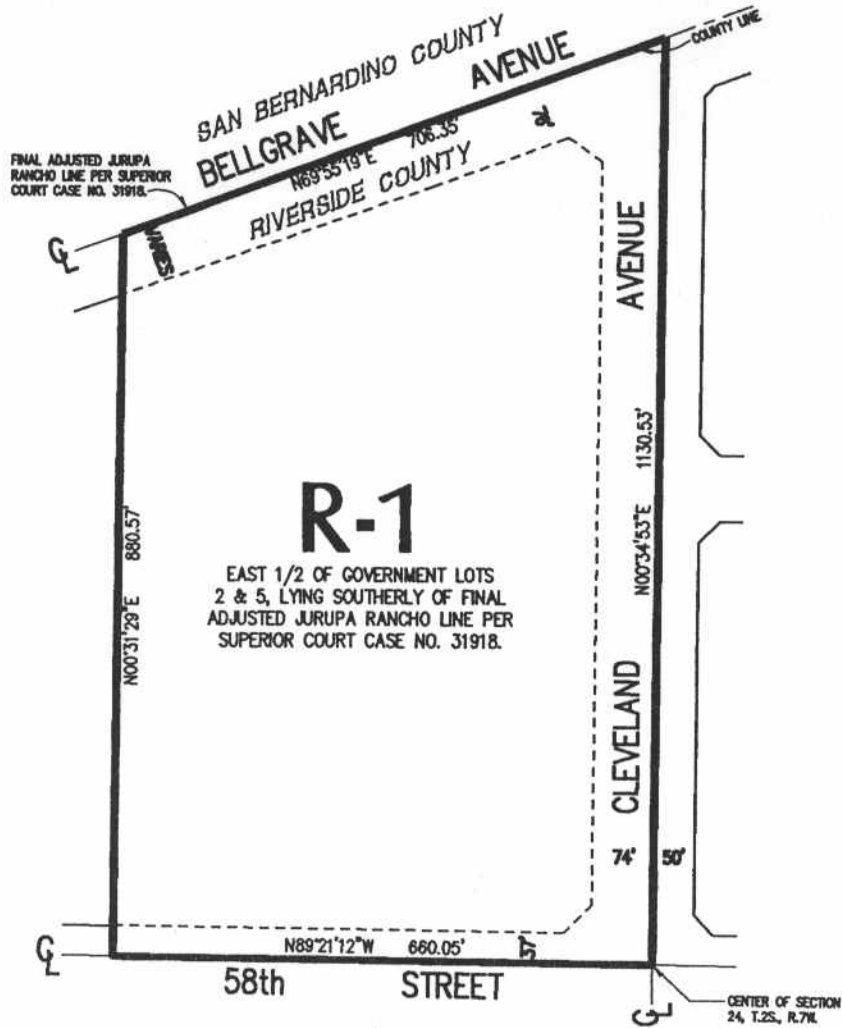 SAN BERNARDINO COUNTY
COUNTY LINE
BELLGRAVE AVENUE
FINAL ADJUSTED JURUPA
RANCHO LINE PER SUPERIOR
COURT CASE NO. 31918.
N69°55'19"E 706.35'
RIVERSIDE COUNTY
VARIES
CL
AVENUE
N00°31'29"E 880.57'
N00°34'53"E 1130.53'
R-1
EAST 1/2 OF GOVERNMENT LOTS
2 & 5, LYING SOUTHERLY OF FINAL
ADJUSTED JURUPA RANCHO LINE PER
SUPERIOR COURT CASE NO. 31918.
CLEVELAND
74' 50'
N89°21'12"W 660.05'
37'
CL
58th STREET
CENTER OF SECTION
24, T.2S., R.7W.
CL